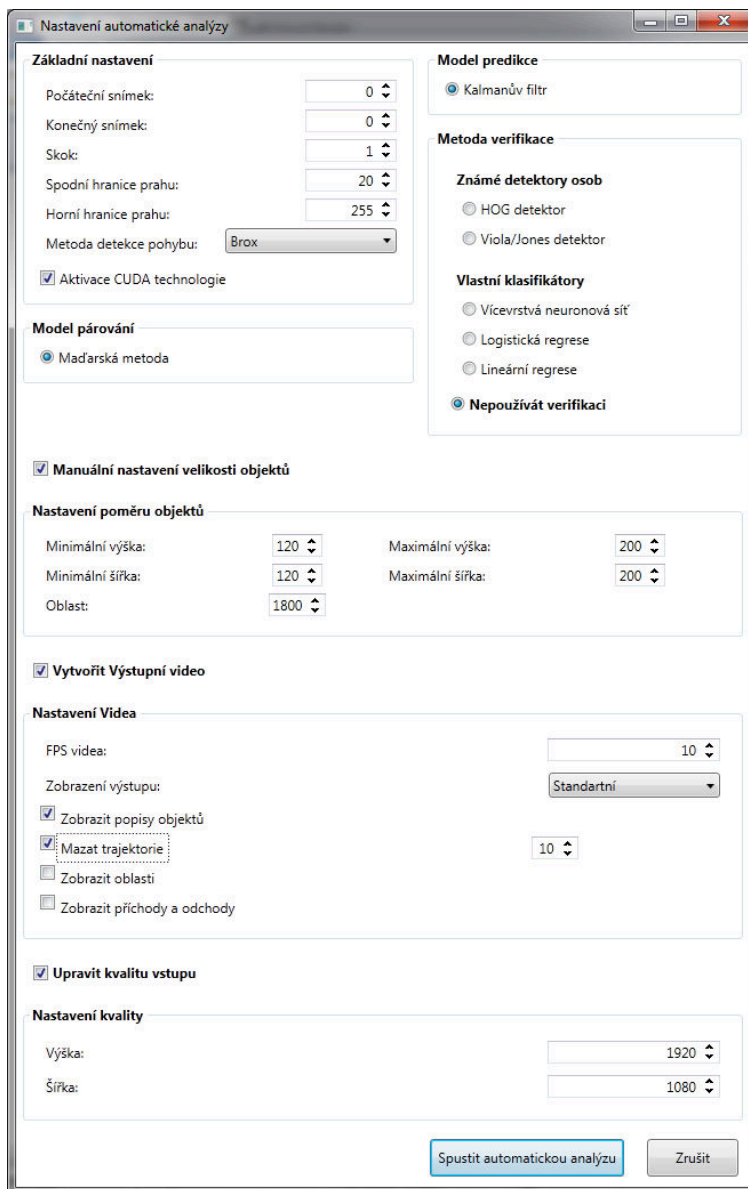 Nastavení automatické analýzy
Základní nastavení
Počáteční snímek: 0
Konečný snímek: 0
Skok: 1
Spodní hranice prahu: 20
Horní hranice prahu: 255
Metoda detekce pohybu: Brox
Aktivace CUDA technologie
Model párování
Maďarská metoda
Model predikce
Kalmanův filtr
Metoda verifikace
Známé detektory osob
HOG detektor
Viola/Jones detektor
Vlastní klasifikátory
Vícevrstvá neuronová síť
Logistická regrese
Lineární regrese
Nepoužívát verifikaci
Manuální nastavení velikosti objektů
Nastavení poměru objektů
Minimální výška: 120 Maximální výška: 200
Minimální šířka: 120 Maximální šířka: 200
Oblast: 1800
Vytvořit Výstupní video
Nastavení Videa
FPS videa: 10
Zobrazení výstupu: Standartní
Zobrazit popisy objektů
Mazat trajektorie 10
Zobrazit oblasti
Zobrazit příchody a odchody
Upravit kvalitu vstupu
Nastavení kvality
Výška: 1920
Šířka: 1080
Spustit automatickou analýzu Zrušit